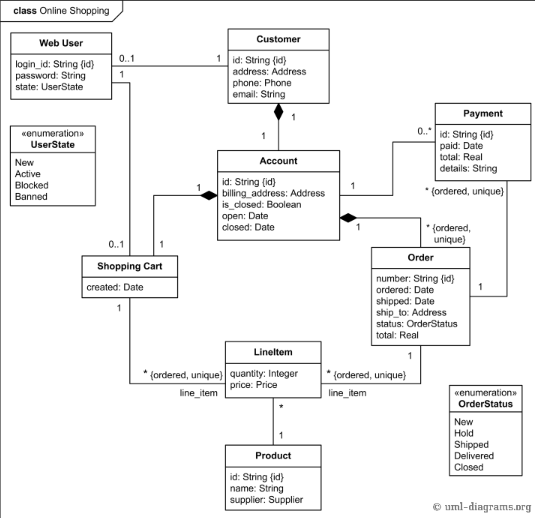 class Online Shopping
Web User
login_id: String {id}
password: String
state: UserState
0..1
1
1
Customer
id: String {id}
address: Address
phone: Phone
email: String
1
1
«enumeration»
UserState
New
Active
Blocked
Banned
Account
id: String {id}
billing_address: Address
is_closed: Boolean
open: Date
closed: Date
1
1
0..*
1
Payment
id: String {id}
paid: Date
total: Real
details: String
* {ordered, unique}
1
* {ordered,
unique}
0..1
1
Shopping Cart
created: Date
1
Order
number: String {id}
ordered: Date
shipped: Date
ship_to: Address
status: OrderStatus
total: Real
1
1
LineItem
quantity: Integer
price: Price
* {ordered, unique}
line_item
* {ordered, unique}
line_item
*
1
Product
id: String {id}
name: String
supplier: Supplier
«enumeration»
OrderStatus
New
Hold
Shipped
Delivered
Closed
© uml-diagrams.org